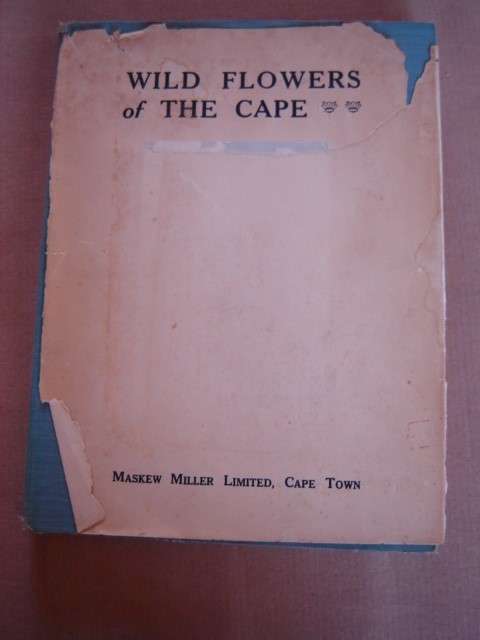 WILD FLOWERS
of THE CAPE
MASKEW MILLER LIMITED, CAPE TOWN